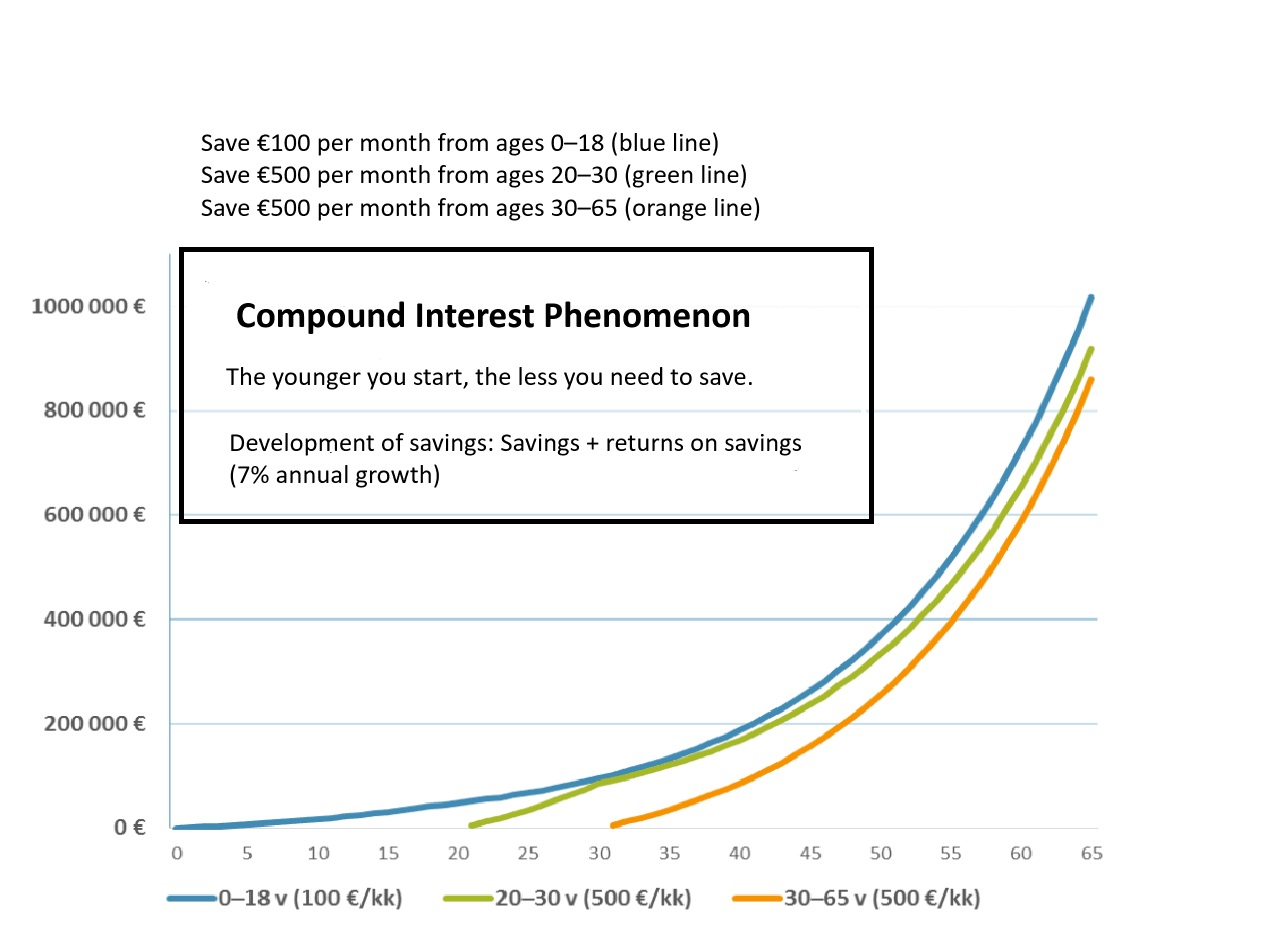 Save €100 per month from ages 0–18 (blue line)
Save €500 per month from ages 20–30 (green line)
Save €500 per month from ages 30–65 (orange line)
Compound Interest Phenomenon
The younger you start, the less you need to save.
Development of savings: Savings + returns on savings
(7% annual growth)
1000 000 €
800 000 €
600 000 €
400 000 €
200 000 €
0 €
0 5 10 15 20 25 30 35 40 45 50 55 60 65
0–18 v (100 €/kk) 20–30 v (500 €/kk) 30–65 v (500 €/kk)